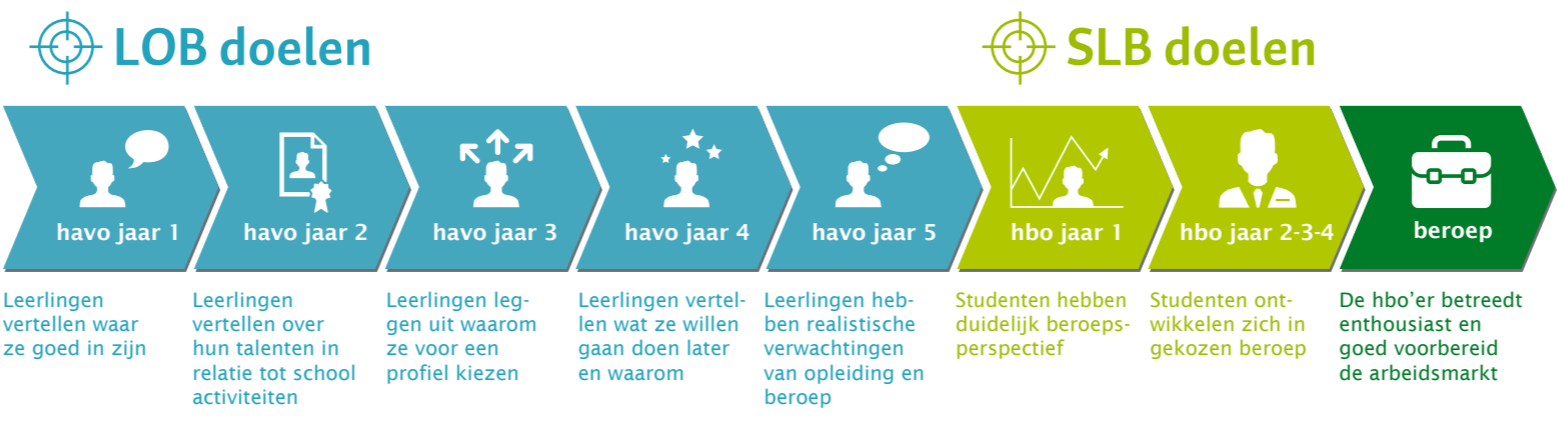 LOB doelen
SLB doelen
havo jaar 1
havo jaar 2
havo jaar 3
havo jaar 4
havo jaar 5
hbo jaar 1
hbo jaar 2-3-4
beroep
Leerlingen
vertellen waar
ze goed in zijn
Leerlingen
vertellen over
hun talenten in
relatie tot school
activiteiten
Leerlingen leg-
gen uit waarom
ze voor een
profiel kiezen
Leerlingen vertel-
len wat ze willen
gaan doen later
en waarom
Leerlingen heb-
ben realistische
verwachtingen
van opleiding en
beroep
Studenten hebben
duidelijk beroeps-
perspectief
Studenten ont-
wikkelen zich in
gekozen beroep
De hbo’er betreedt
enthousiast en
goed voorbereid
de arbeidsmarkt